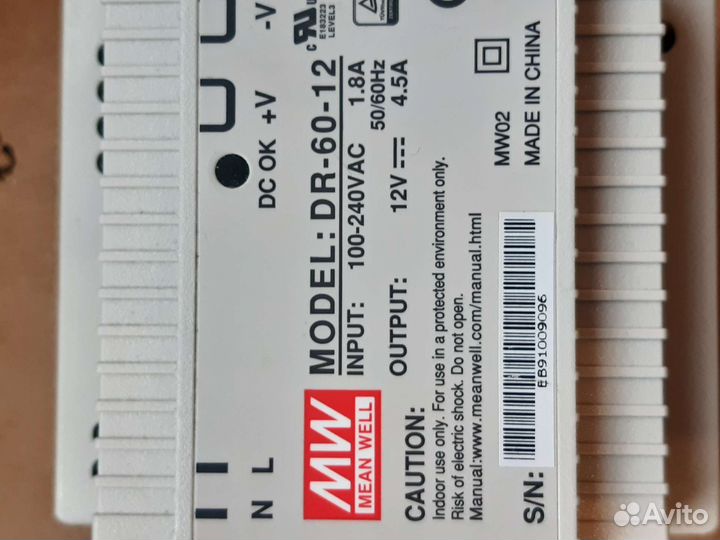 -V
+V
DC OK
N L
MW
MEAN WELL
E183223
LEVEL3
MODEL: DR-60-12
INPUT: 100-240VAC 1.8A
50/60Hz
OUTPUT: 12V 4.5A
CAUTION:
Indoor use only. For use in a protected environment only.
Risk of electric shock. Do not open.
Manual:www.meanwell.com/manual.html
MW02
MADE IN CHINA
S/N:
EB91009096
Avito